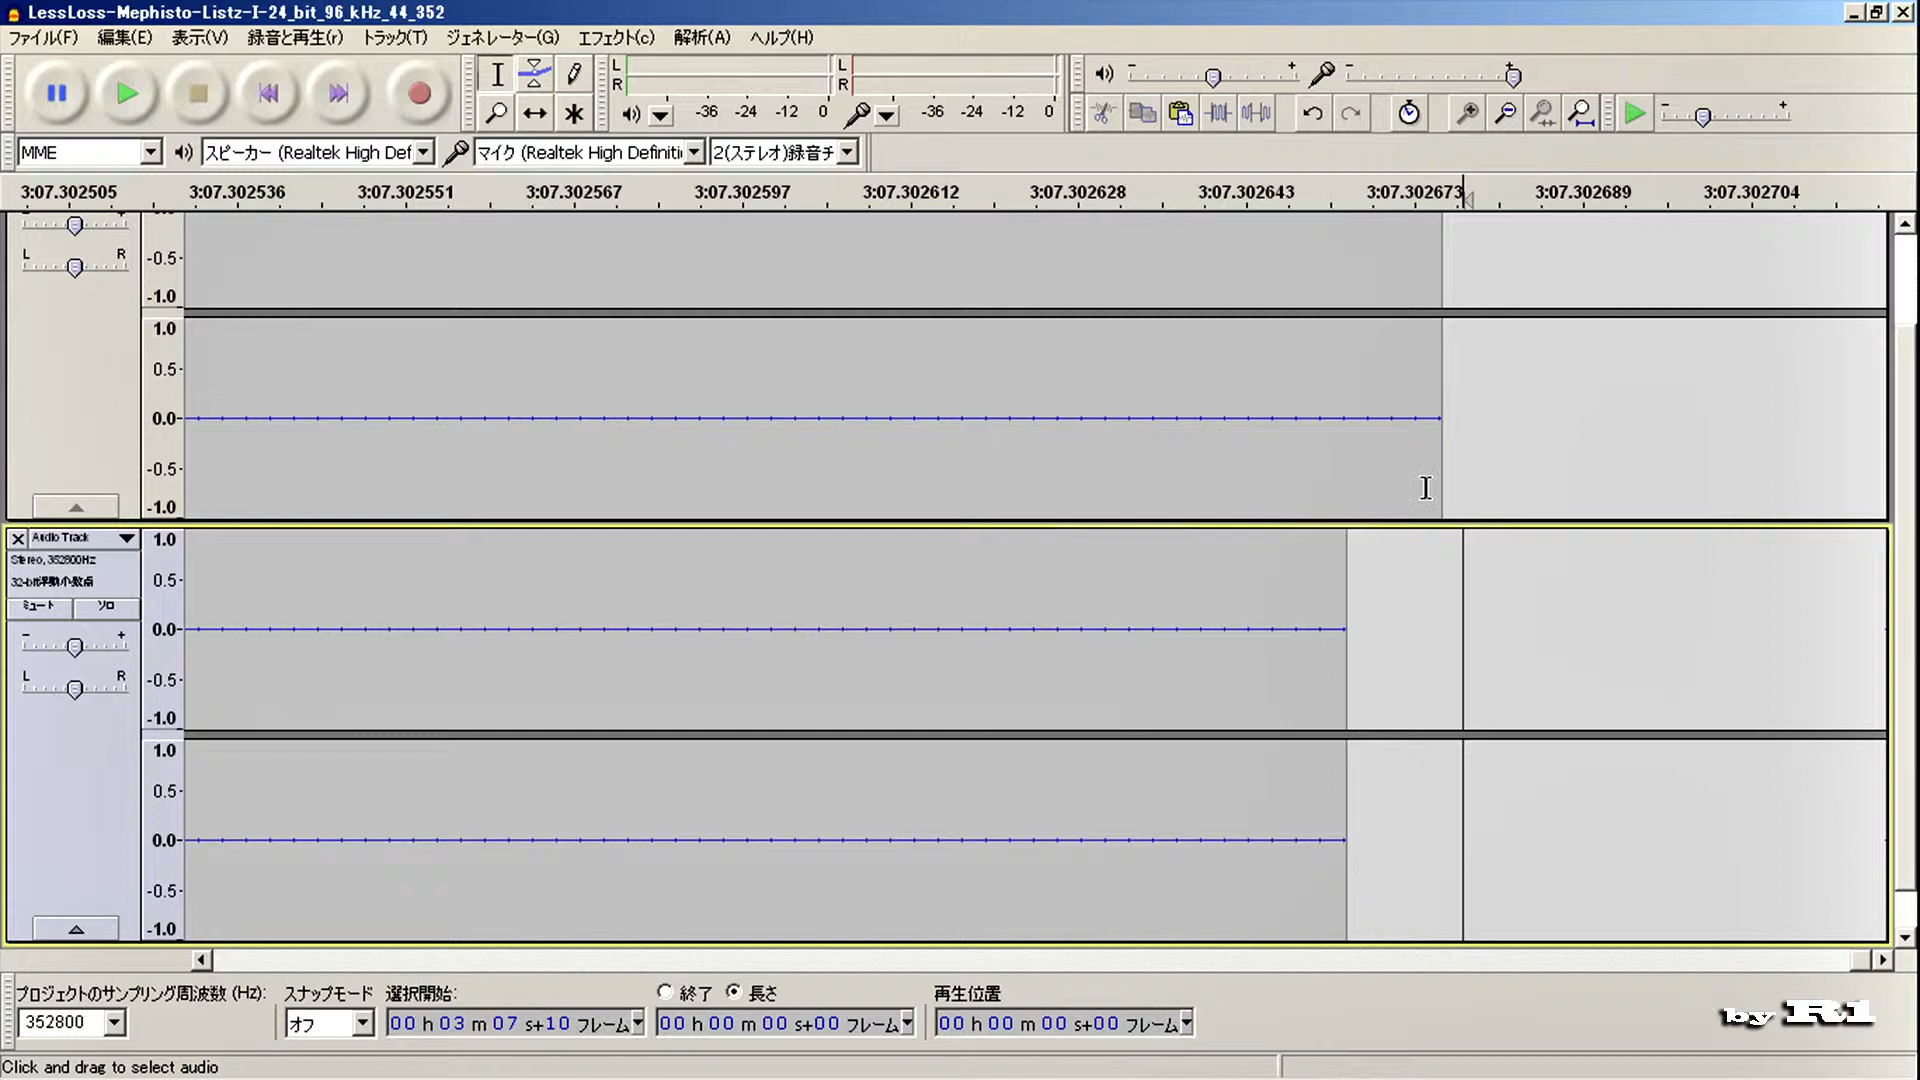 LessLoss-Mephisto-Listz-I-24_bit_96_kHz_44_352
ファイル(F) 編集(E) 表示(V) 録音と再生(r) トラック(T) ジェネレーター(G) エフェクト(c) 解析(A) ヘルプ(H)
L R -36 -24 -12 0 L R -36 -24 -12 0 - + - +
- +
MME スピーカー (Realtek High Def マイク (Realtek High Definiti 2(ステレオ)録音チ
3:07.302505 3:07.302536 3:07.302551 3:07.302567 3:07.302597 3:07.302612 3:07.302628 3:07.302643 3:07.302673 3:07.302689 3:07.302704
L R
-0.5
-1.0
1.0
0.5
0.0
-0.5
-1.0
Audio Track
Stereo, 352800Hz
32-bit浮動小数点
ミュート ソロ
- +
L R
1.0
0.5
0.0
-0.5
-1.0
1.0
0.5
0.0
-0.5
-1.0
プロジェクトのサンプリング周波数 (Hz): スナップモード 選択開始: 終了 長さ 再生位置
352800 オフ 00 h 03 m 07 s+10 フレーム 00 h 00 m 00 s+00 フレーム 00 h 00 m 00 s+00 フレーム
by R1
Click and drag to select audio